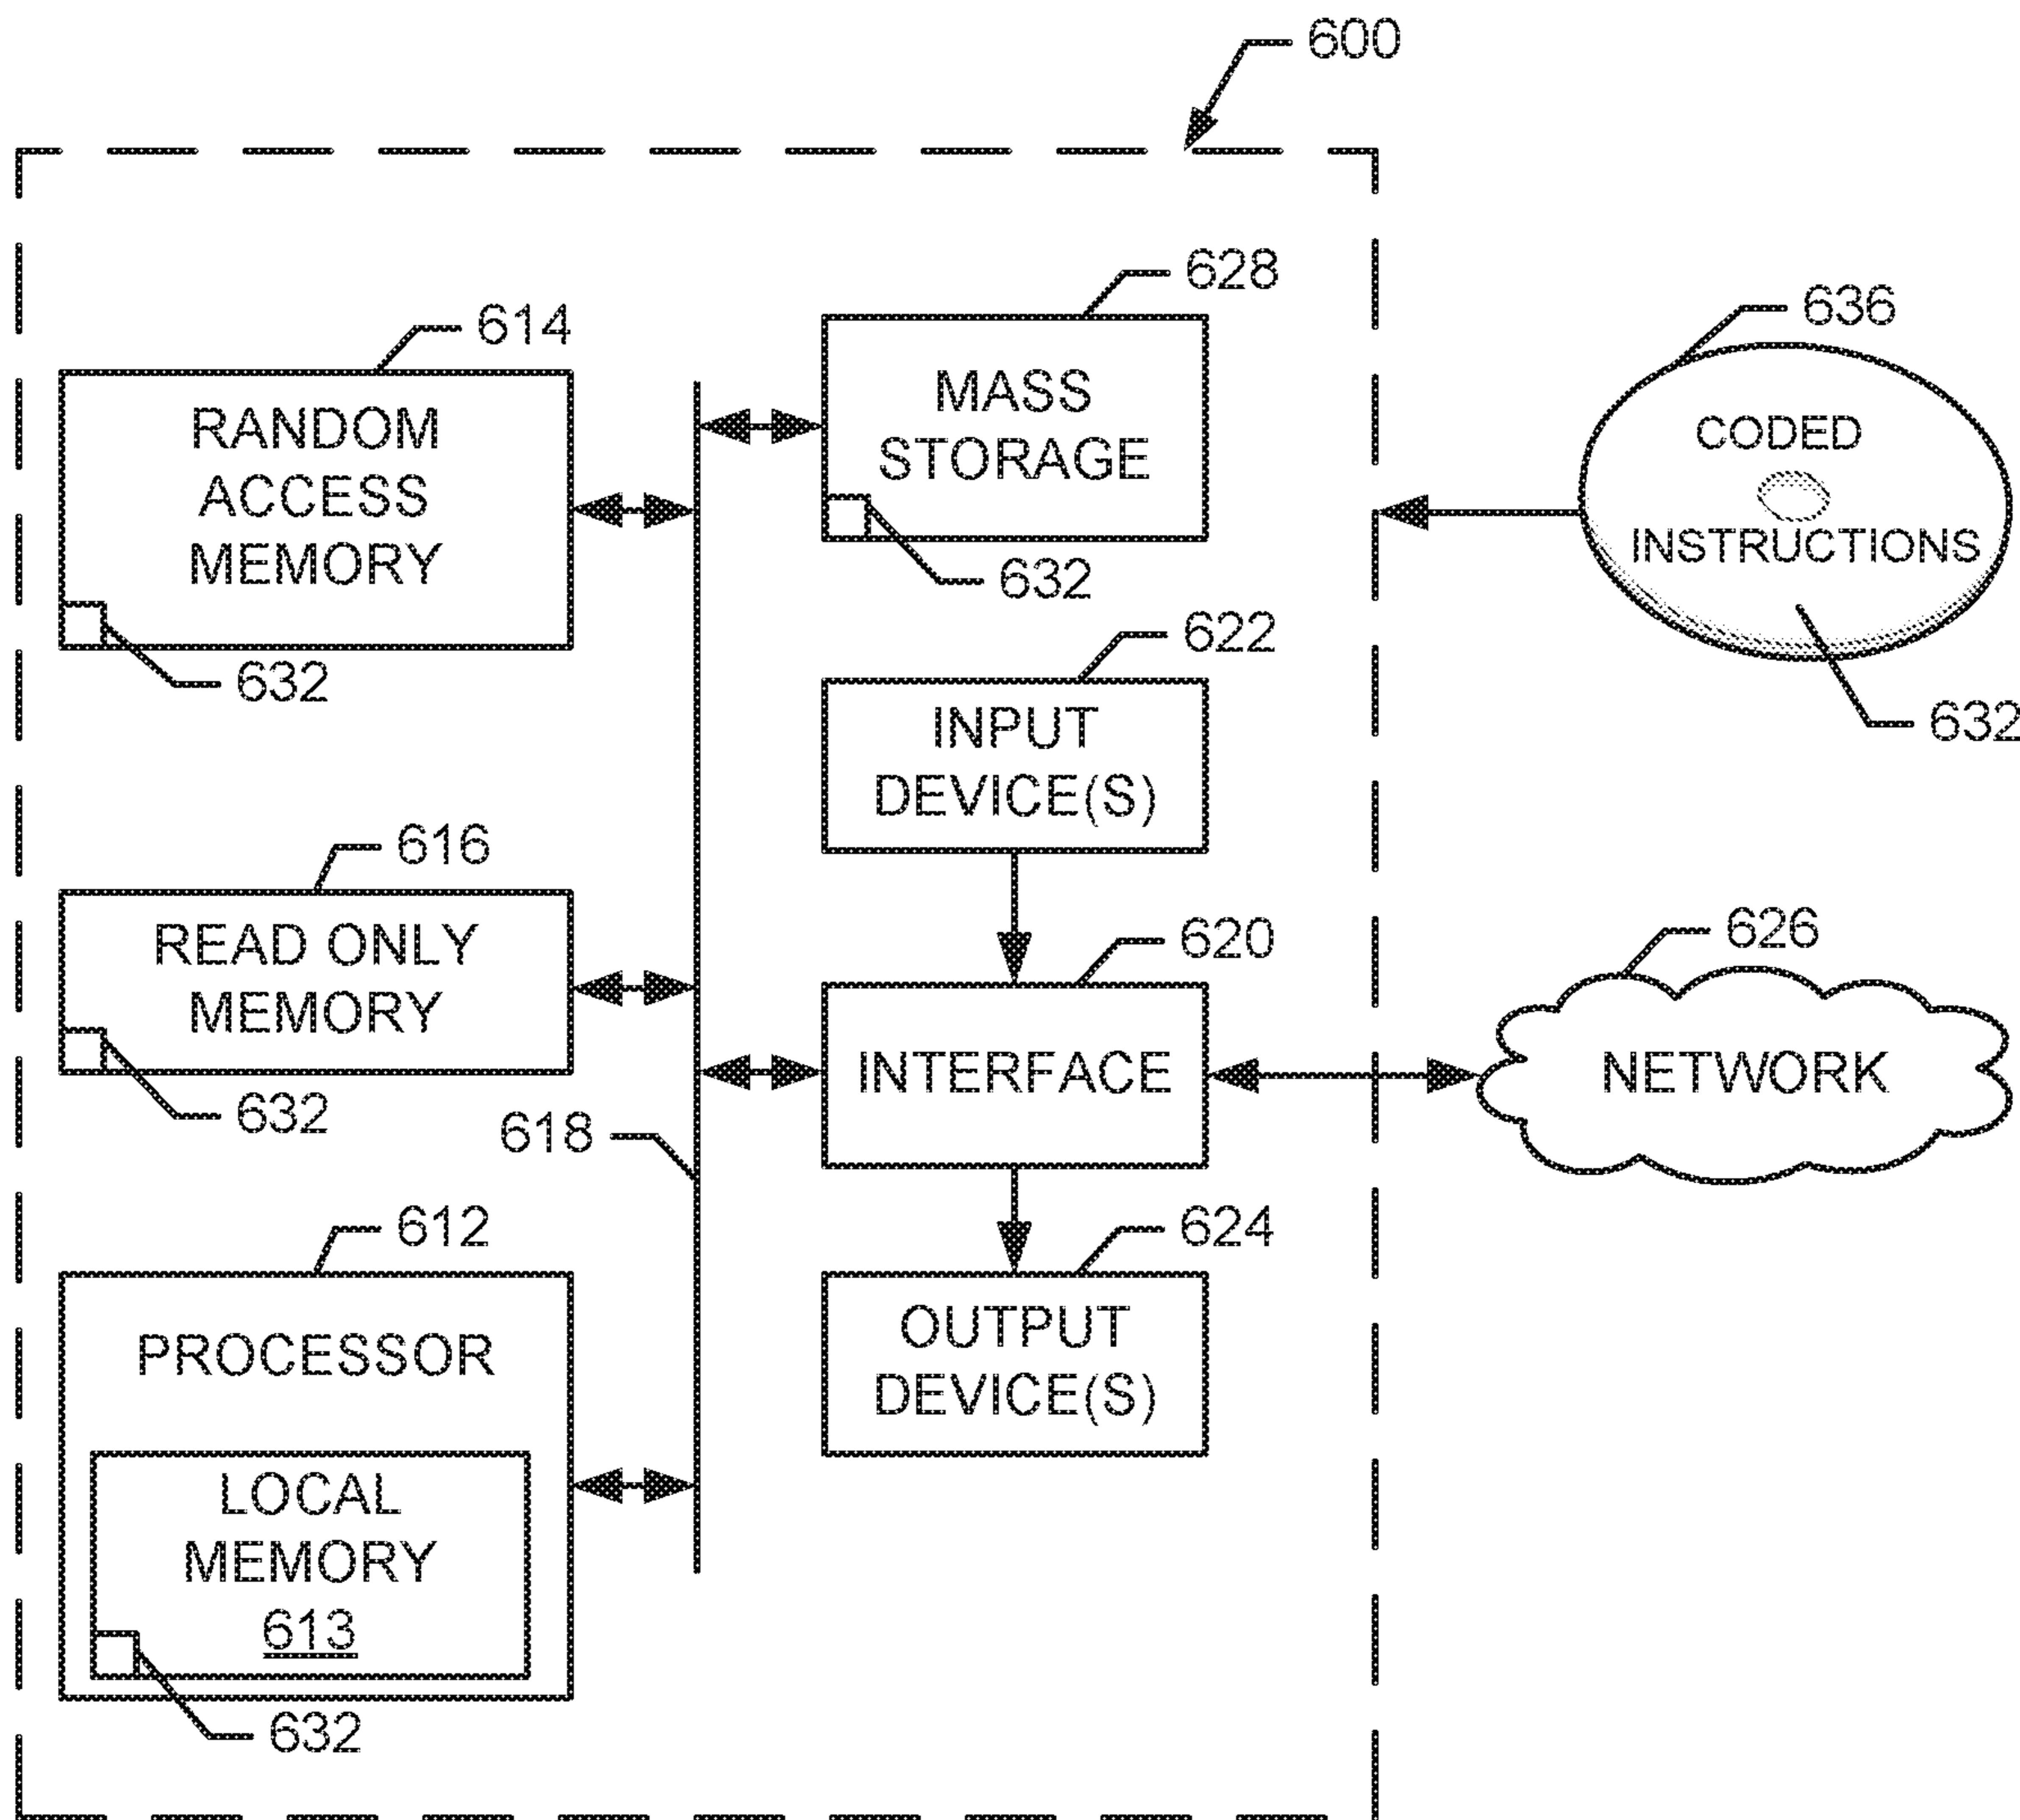 600
628
614
636
MASS
STORAGE
RANDOM
ACCESS
MEMORY
CODED
INSTRUCTIONS
632
632
632
622
INPUT
DEVICE(S)
616
READ ONLY
MEMORY
620
626
INTERFACE
NETWORK
632
618
612
624
PROCESSOR
OUTPUT
DEVICE(S)
LOCAL
MEMORY
613
632